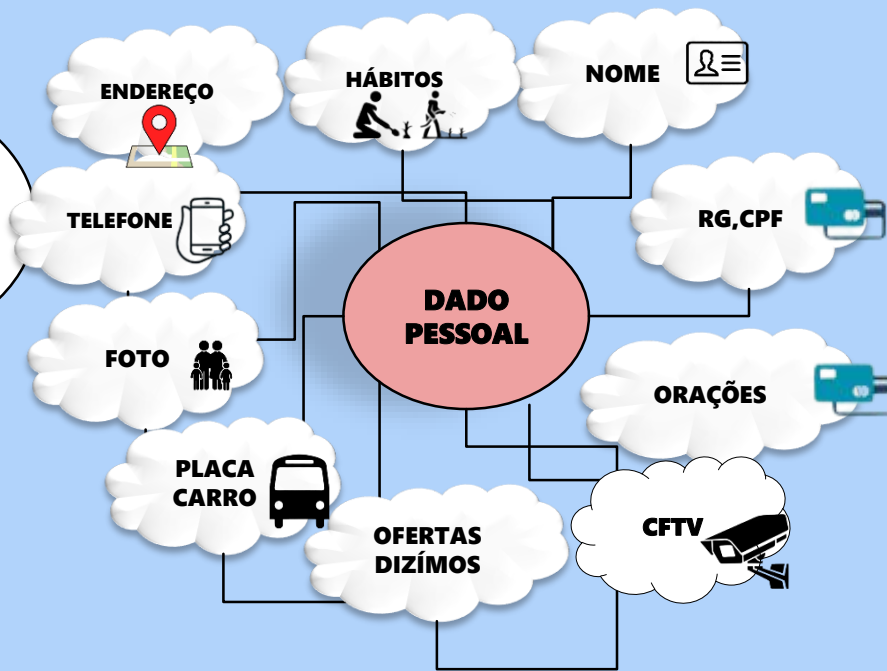 ENDEREÇO
HÁBITOS
NOME
TELEFONE
RG,CPF
DADO
PESSOAL
FOTO
ORAÇÕES
PLACA
CARRO
OFERTAS
DIZÍMOS
CFTV